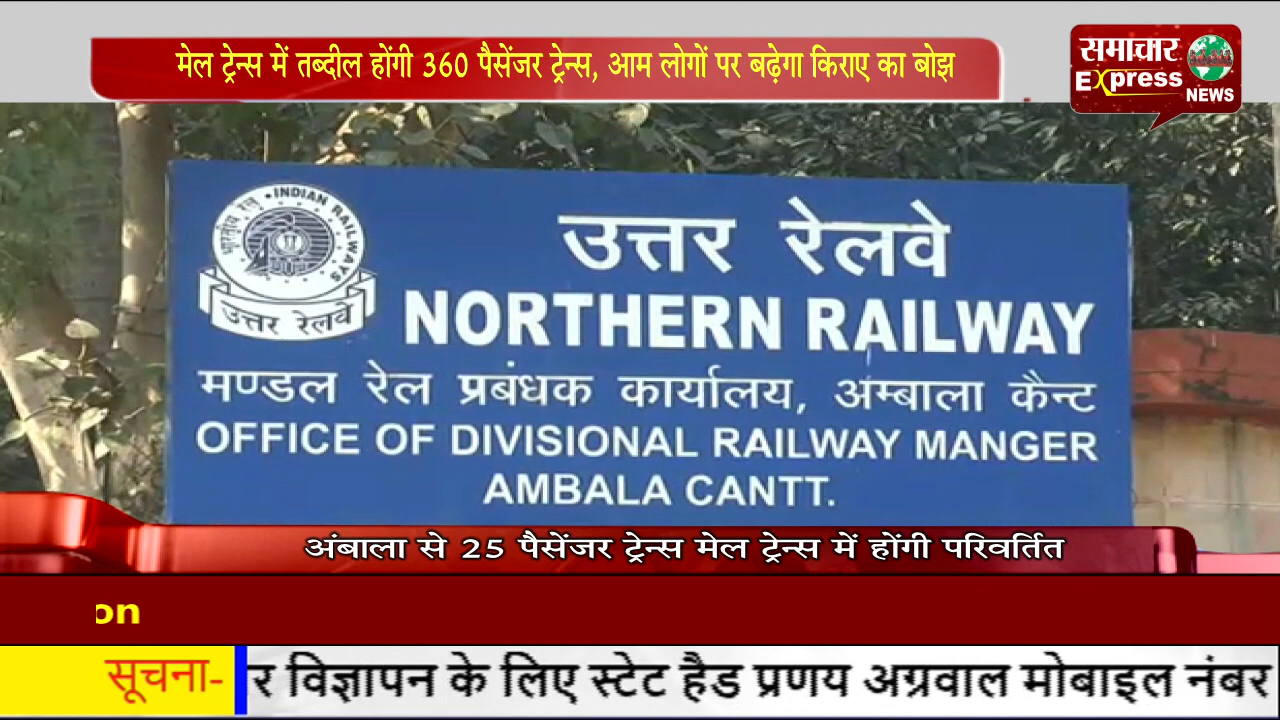 मेल ट्रेन्स में तब्दील होंगी 360 पैसेंजर ट्रेन्स, आम लोगों पर बढ़ेगा किराए का बोझ
समाचार
Express
NEWS
INDIAN RAILWAYS
भारतीय रेल
उत्तर रेलवे
उत्तर रेलवे
NORTHERN RAILWAY
मण्डल रेल प्रबंधक कार्यालय, अम्बाला कैन्ट
OFFICE OF DIVISIONAL RAILWAY MANGER
AMBALA CANTT.
अंबाला से 25 पैसेंजर ट्रेन्स मेल ट्रेन्स में होंगी परिवर्तित
on
सूचना-
र विज्ञापन के लिए स्टेट हैड प्रणय अग्रवाल मोबाइल नंबर